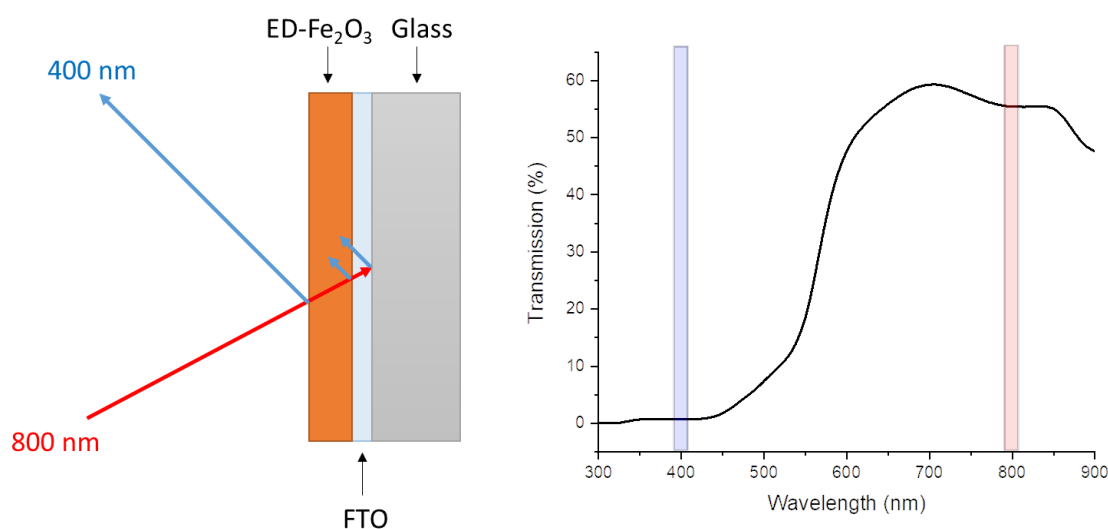 ED-Fe₂O₃ Glass
400 nm
800 nm
FTO
Transmission (%)
60
50
40
30
20
10
0
300 400 500 600 700 800 900
Wavelength (nm)